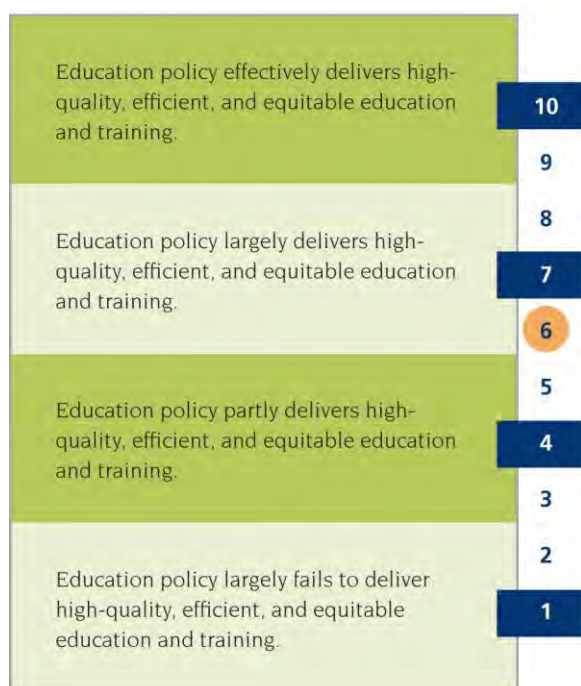 Education policy effectively delivers high-
quality, efficient, and equitable education
and training.
10
9
8
Education policy largely delivers high-
quality, efficient, and equitable education
and training.
7
6
5
Education policy partly delivers high-
quality, efficient, and equitable education
and training.
4
3
2
Education policy largely fails to deliver
high-quality, efficient, and equitable
education and training.
1